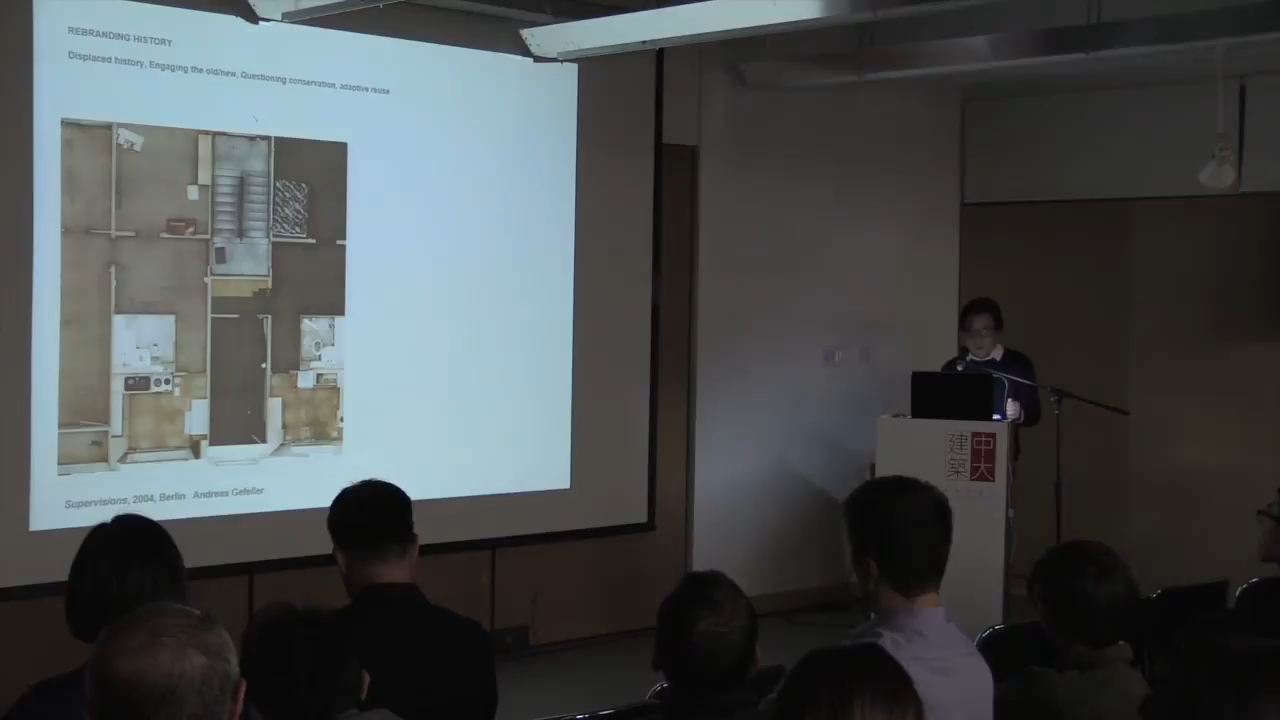 REBRANDING HISTORY
Displaced history, Engaging the old/new, Questioning conservation, adaptive reuse
Supervisions, 2004, Berlin Andreas Gefeller
建築
中大